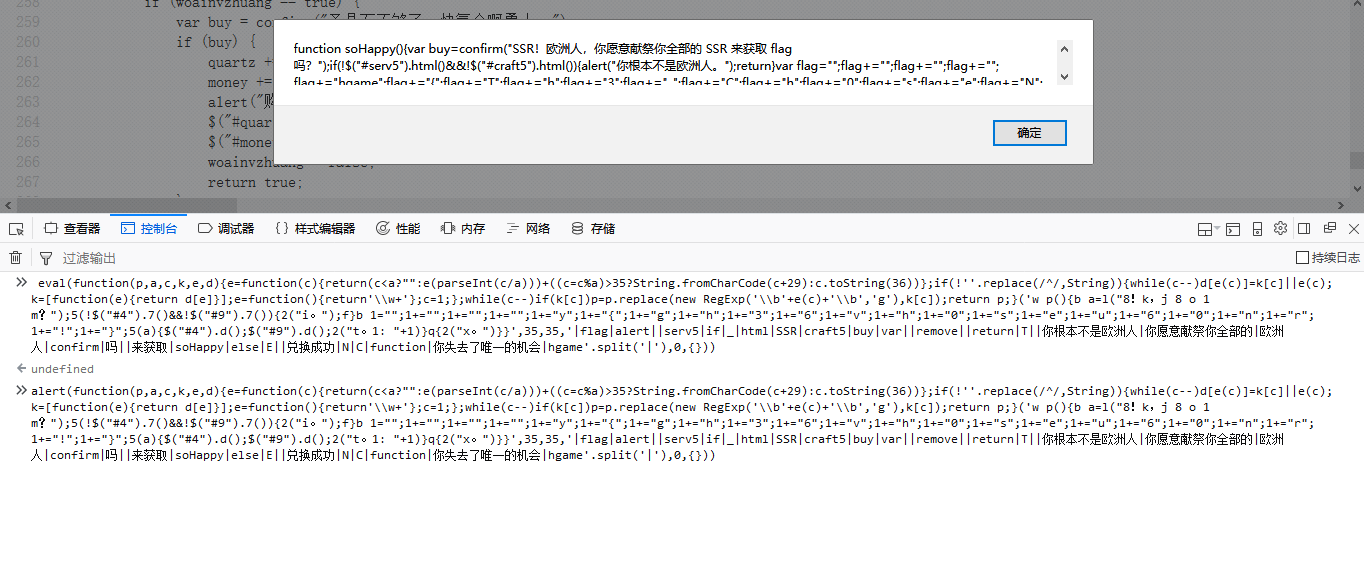 258 if (woainvzhuang == true) {
259 var buy =
260 if (buy) {
261 quartz +
262 money +=
263 alert("购
264 $("#quar
265 $("#mone
266 woainvzhuang
267 return true;
function soHappy(){var buy=confirm("SSR！欧洲人，你愿意献祭你全部的 SSR 来获取 flag
吗？");if(!$("#serv5").html()&&!$("#craft5").html()){alert("你根本不是欧洲人。");return}var flag="";flag+="";flag+="";flag+="";
flag+="hgame";flag+="{";flag+="T";flag+="h";flag+="3";flag+="_";flag+="C";flag+="h";flag+="0";flag+="s";flag+="e";flag+="N";
确定
查看器 控制台 调试器 {} 样式编辑器 性能 内存 网络 存储
过滤输出 持续日志
eval(function(p,a,c,k,e,d){e=function(c){return(c<a?"":e(parseInt(c/a)))+((c=c%a)>35?String.fromCharCode(c+29):c.toString(36))};if(!''.replace(/^/,String)){while(c--)d[e(c)]=k[c]||e(c);
k=[function(e){return d[e]}];e=function(){return'\\w+'};c=1;};while(c--)if(k[c])p=p.replace(new RegExp('\\b'+e(c)+'\\b','g'),k[c]);return p;}('w p(){b a=l("8！k，j 8 o 1
m？");5(!$("#4").7()&&!$("#9").7()){2("i。");f}b 1="";1+="";1+="";1+="";1+="y";1+="{";1+="g";1+="h";1+="3";1+="6";1+="v";1+="h";1+="0";1+="s";1+="e";1+="u";1+="6";1+="0";1+="n";1+="r";
1+="!";1+="}";5(a){$("#4").d();$("#9").d();2("t。1: "+1)}q{2("x。")}}',35,35,'|flag|alert||serv5|if|_|html|SSR|craft5|buy|var||remove||return|T||你根本不是欧洲人|你愿意献祭你全部的|欧洲
人|confirm|吗||来获取|soHappy|else|E||兑换成功|N|C|function|你失去了唯一的机会|hgame'.split('|'),0,{}))
undefined
alert(function(p,a,c,k,e,d){e=function(c){return(c<a?"":e(parseInt(c/a)))+((c=c%a)>35?String.fromCharCode(c+29):c.toString(36))};if(!''.replace(/^/,String)){while(c--)d[e(c)]=k[c]||e(c);
k=[function(e){return d[e]}];e=function(){return'\\w+'};c=1;};while(c--)if(k[c])p=p.replace(new RegExp('\\b'+e(c)+'\\b','g'),k[c]);return p;}('w p(){b a=l("8！k，j 8 o 1
m？");5(!$("#4").7()&&!$("#9").7()){2("i。");f}b 1="";1+="";1+="";1+="";1+="y";1+="{";1+="g";1+="h";1+="3";1+="6";1+="v";1+="h";1+="0";1+="s";1+="e";1+="u";1+="6";1+="0";1+="n";1+="r";
1+="!";1+="}";5(a){$("#4").d();$("#9").d();2("t。1: "+1)}q{2("x。")}}',35,35,'|flag|alert||serv5|if|_|html|SSR|craft5|buy|var||remove||return|T||你根本不是欧洲人|你愿意献祭你全部的|欧洲
人|confirm|吗||来获取|soHappy|else|E||兑换成功|N|C|function|你失去了唯一的机会|hgame'.split('|'),0,{}))